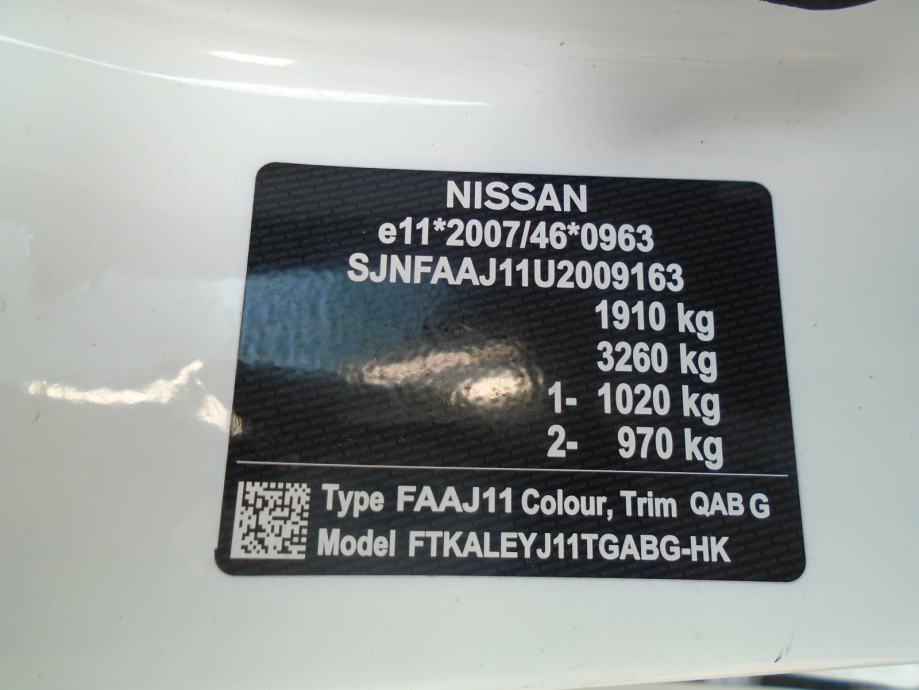 NISSAN
e11*2007/46*0963
SJNFAAJ11U2009163
1910 kg
3260 kg
1- 1020 kg
2- 970 kg
Type FAAJ11 Colour, Trim QAB G
Model FTKALEYJ11TGABG-HK